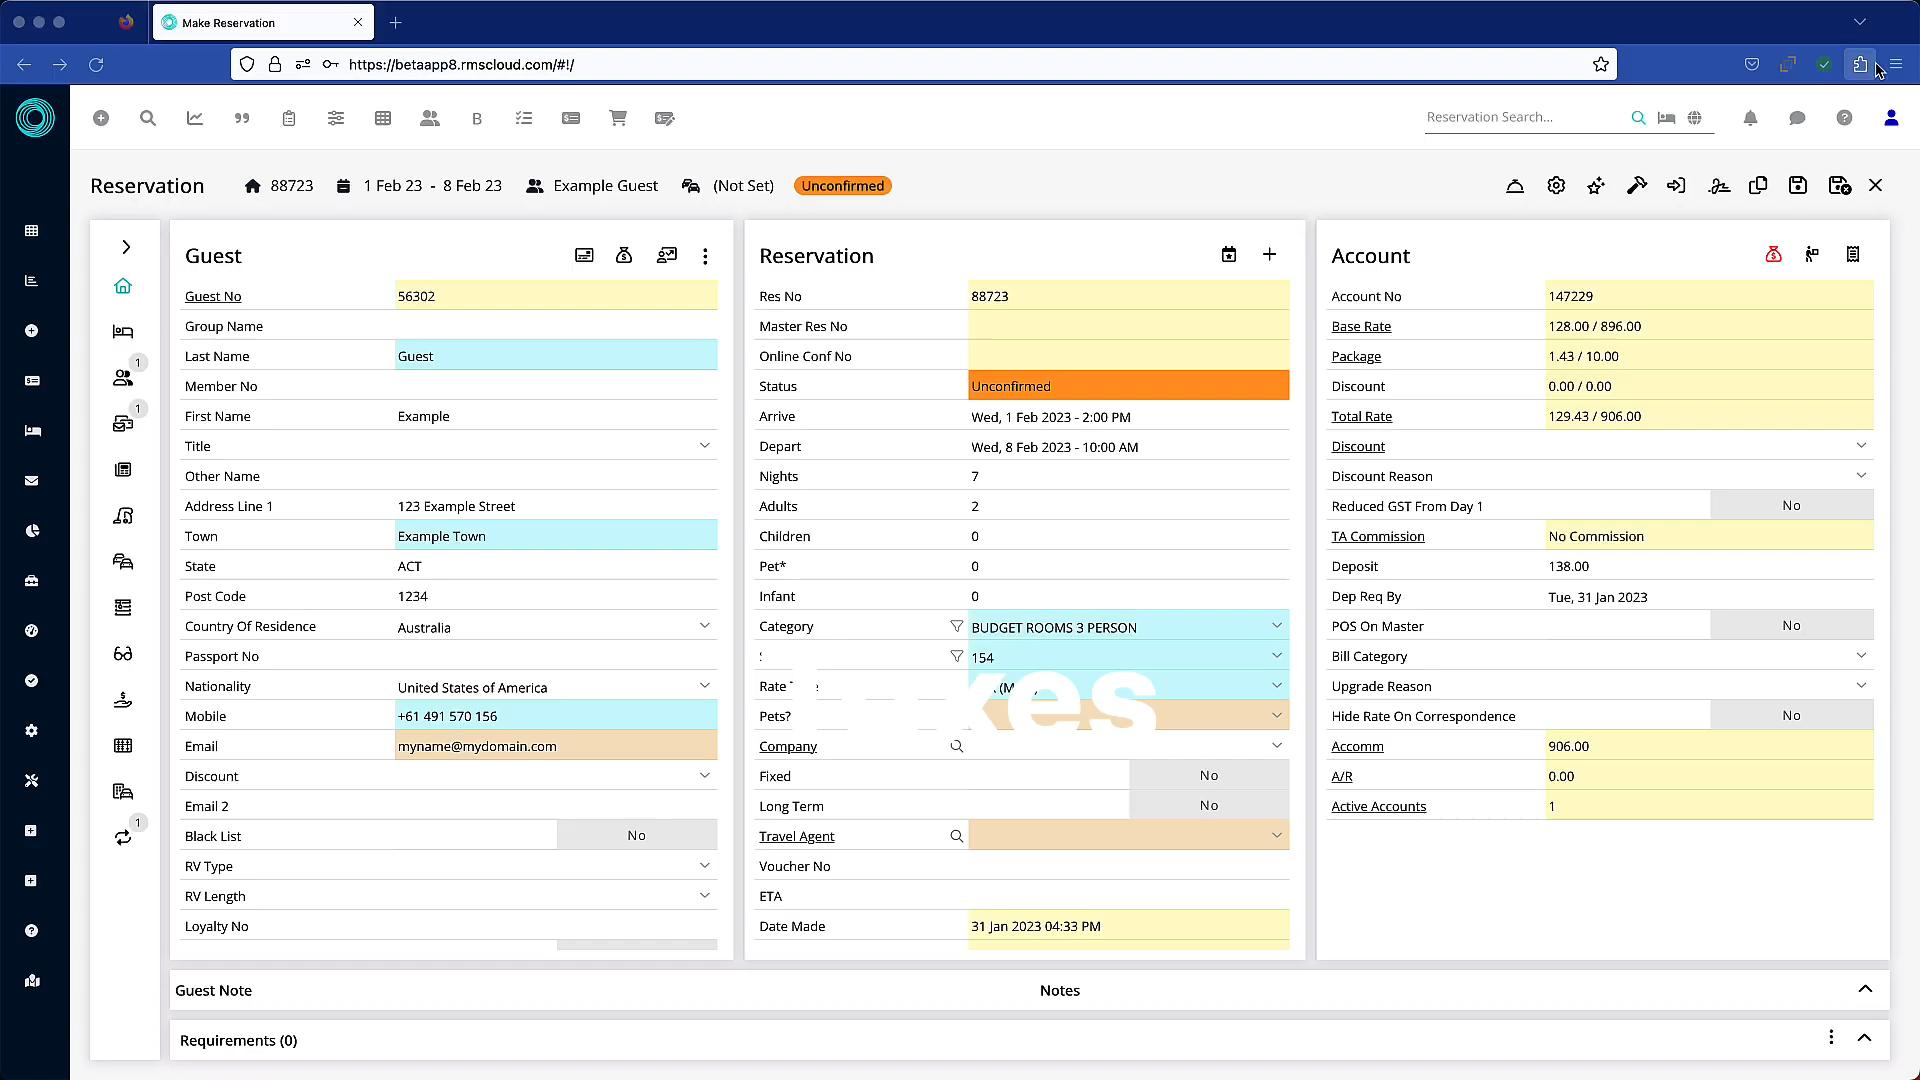 Make Reservation
https://betaapp8.rmscloud.com/#!/
B
Reservation Search...
Reservation
88723
1 Feb 23 - 8 Feb 23
Example Guest
(Not Set)
Unconfirmed
1
1
1
Guest
Guest No 56302
Group Name
Last Name Guest
Member No
First Name Example
Title
Other Name
Address Line 1 123 Example Street
Town Example Town
State ACT
Post Code 1234
Country Of Residence Australia
Passport No
Nationality United States of America
Mobile +61 491 570 156
Email myname@mydomain.com
Discount
Email 2
Black List No
RV Type
RV Length
Loyalty No
Reservation
Res No 88723
Master Res No
Online Conf No
Status Unconfirmed
Arrive Wed, 1 Feb 2023 - 2:00 PM
Depart Wed, 8 Feb 2023 - 10:00 AM
Nights 7
Adults 2
Children 0
Pet* 0
Infant 0
Category BUDGET ROOMS 3 PERSON
154
Rate
Pets?
Company
Fixed No
Long Term No
Travel Agent
Voucher No
ETA
Date Made 31 Jan 2023 04:33 PM
Account
Account No 147229
Base Rate 128.00 / 896.00
Package 1.43 / 10.00
Discount 0.00 / 0.00
Total Rate 129.43 / 906.00
Discount
Discount Reason
Reduced GST From Day 1 No
TA Commission No Commission
Deposit 138.00
Dep Req By Tue, 31 Jan 2023
POS On Master No
Bill Category
Upgrade Reason
Hide Rate On Correspondence No
Accomm 906.00
A/R 0.00
Active Accounts 1
Guest Note
Notes
Requirements (0)